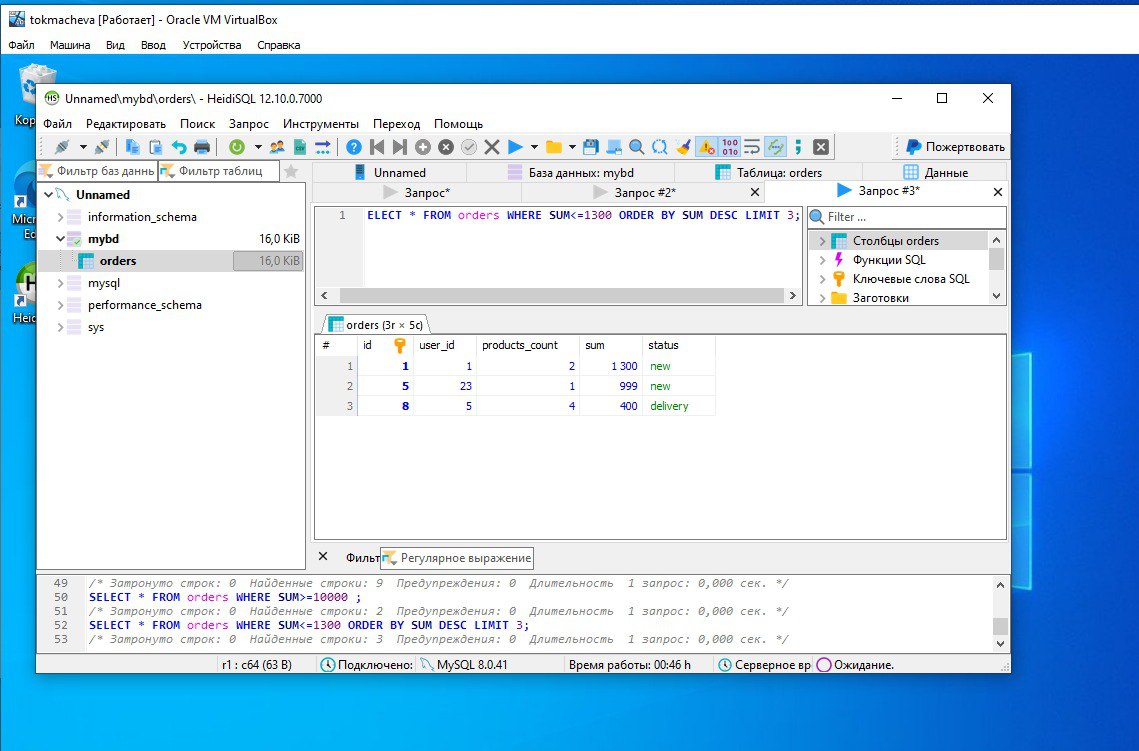 tokmacheva [Работает] - Oracle VM VirtualBox
Файл Машина Вид Ввод Устройства Справка
Unnamed\mybd\orders\ - HeidiSQL 12.10.0.7000
Файл Редактировать Поиск Запрос Инструменты Переход Помощь
Пожертвовать
Фильтр баз данны Фильтр таблиц
Unnamed База данных: mybd Таблица: orders Данные
Запрос* Запрос #2* Запрос #3*
Unnamed
information_schema
mybd 16,0 KiB
orders 16,0 KiB
mysql
performance_schema
sys
1 ELECT * FROM orders WHERE SUM<=1300 ORDER BY SUM DESC LIMIT 3;
Filter ...
Столбцы orders
Функции SQL
Ключевые слова SQL
Заготовки
orders (3r × 5c)
# id user_id products_count sum status
1 1 1 2 1 300 new
2 5 23 1 999 new
3 8 5 4 400 delivery
Фильт Регулярное выражение
49 /* Затронуто строк: 0 Найденные строки: 9 Предупреждения: 0 Длительность 1 запрос: 0,000 сек. */
50 SELECT * FROM orders WHERE SUM>=10000 ;
51 /* Затронуто строк: 0 Найденные строки: 2 Предупреждения: 0 Длительность 1 запрос: 0,000 сек. */
52 SELECT * FROM orders WHERE SUM<=1300 ORDER BY SUM DESC LIMIT 3;
53 /* Затронуто строк: 0 Найденные строки: 3 Предупреждения: 0 Длительность 1 запрос: 0,000 сек. */
r1 : c64 (63 B) Подключено: MySQL 8.0.41 Время работы: 00:46 h Серверное вр Ожидание.
Кор
Micr
Ec
Heic